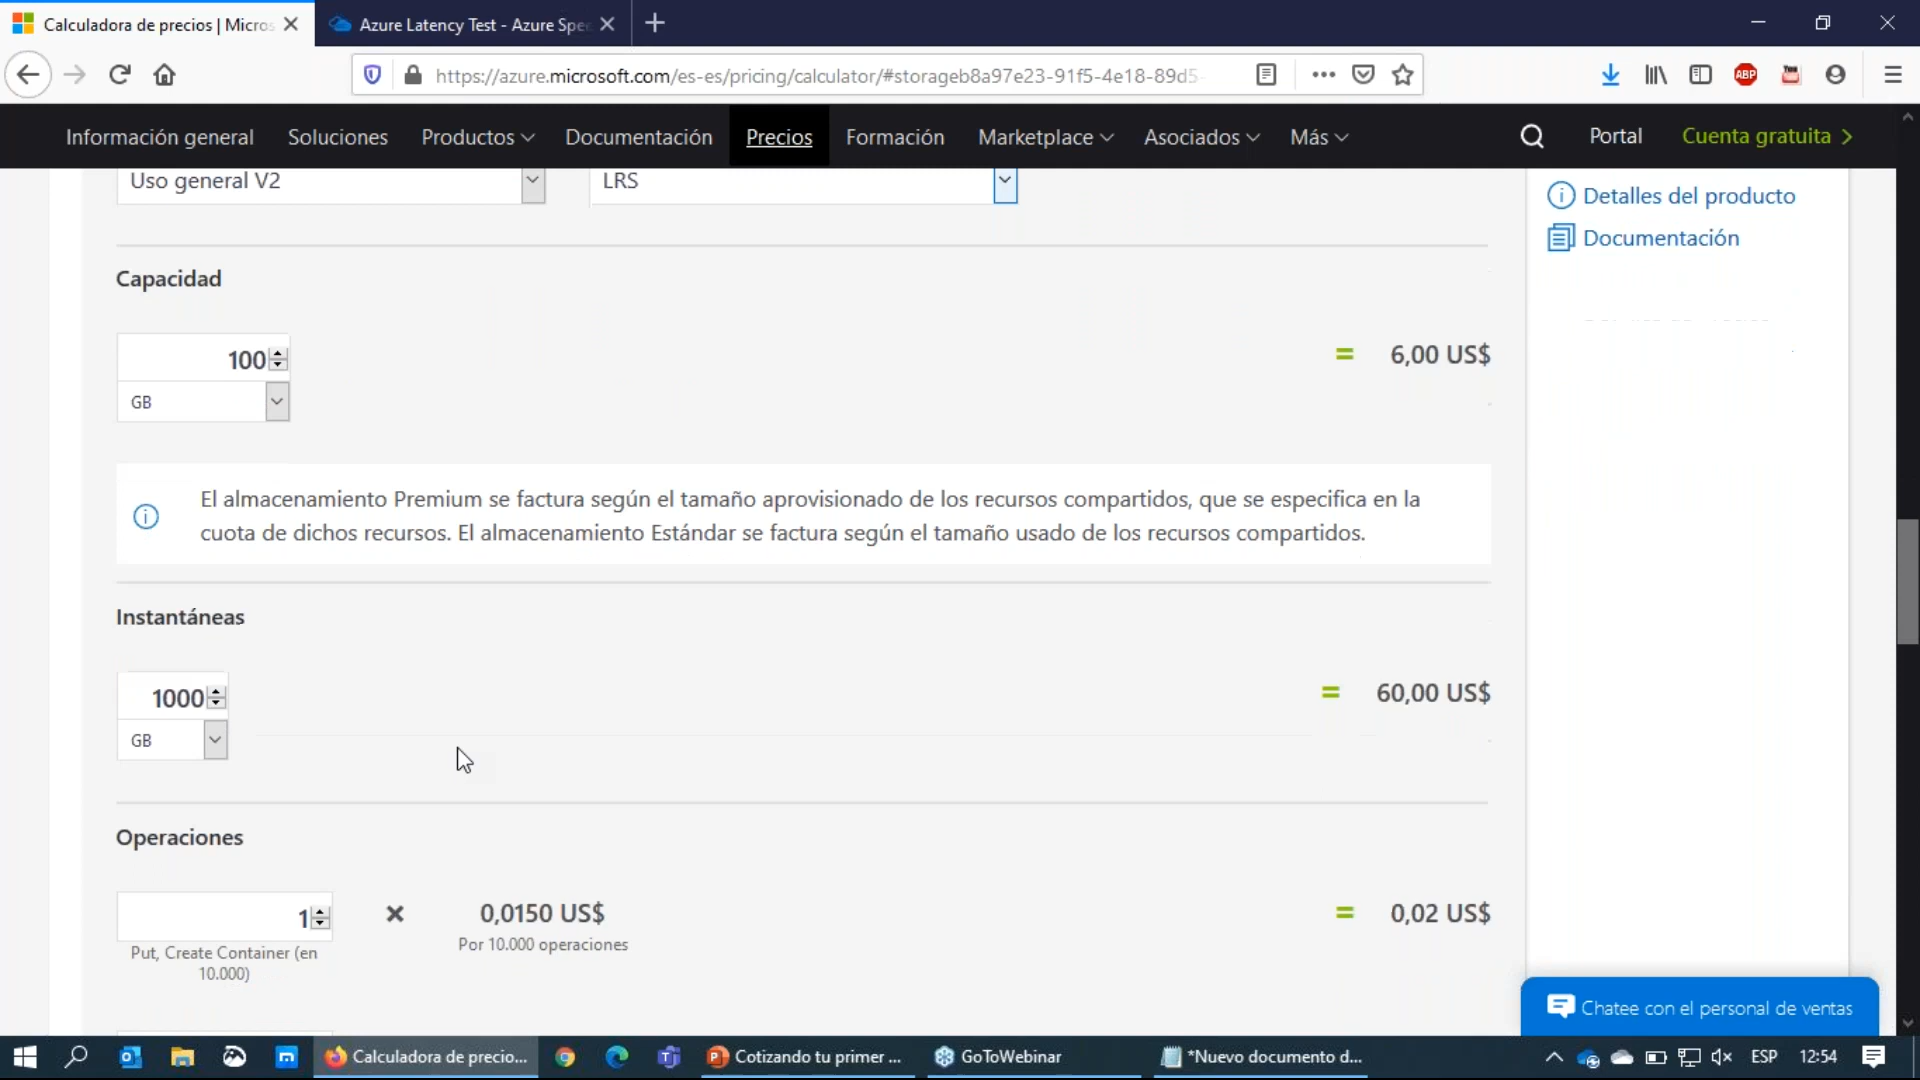 Calculadora de precios | Micros
Azure Latency Test - Azure Spe
https://azure.microsoft.com/es-es/pricing/calculator/#storageb8a97e23-91f5-4e18-89d5-
ABP
Información general
Soluciones
Productos
Documentación
Precios
Formación
Marketplace
Asociados
Más
Portal
Cuenta gratuita
Uso general V2
LRS
Detalles del producto
Documentación
Capacidad
100
= 6,00 US$
GB
El almacenamiento Premium se factura según el tamaño aprovisionado de los recursos compartidos, que se especifica en la
cuota de dichos recursos. El almacenamiento Estándar se factura según el tamaño usado de los recursos compartidos.
Instantáneas
1000
= 60,00 US$
GB
Operaciones
1
× 0,0150 US$
= 0,02 US$
Put, Create Container (en
10.000)
Por 10.000 operaciones
Chatee con el personal de ventas
Calculadora de precio...
Cotizando tu primer ...
GoToWebinar
*Nuevo documento d...
ESP
12:54